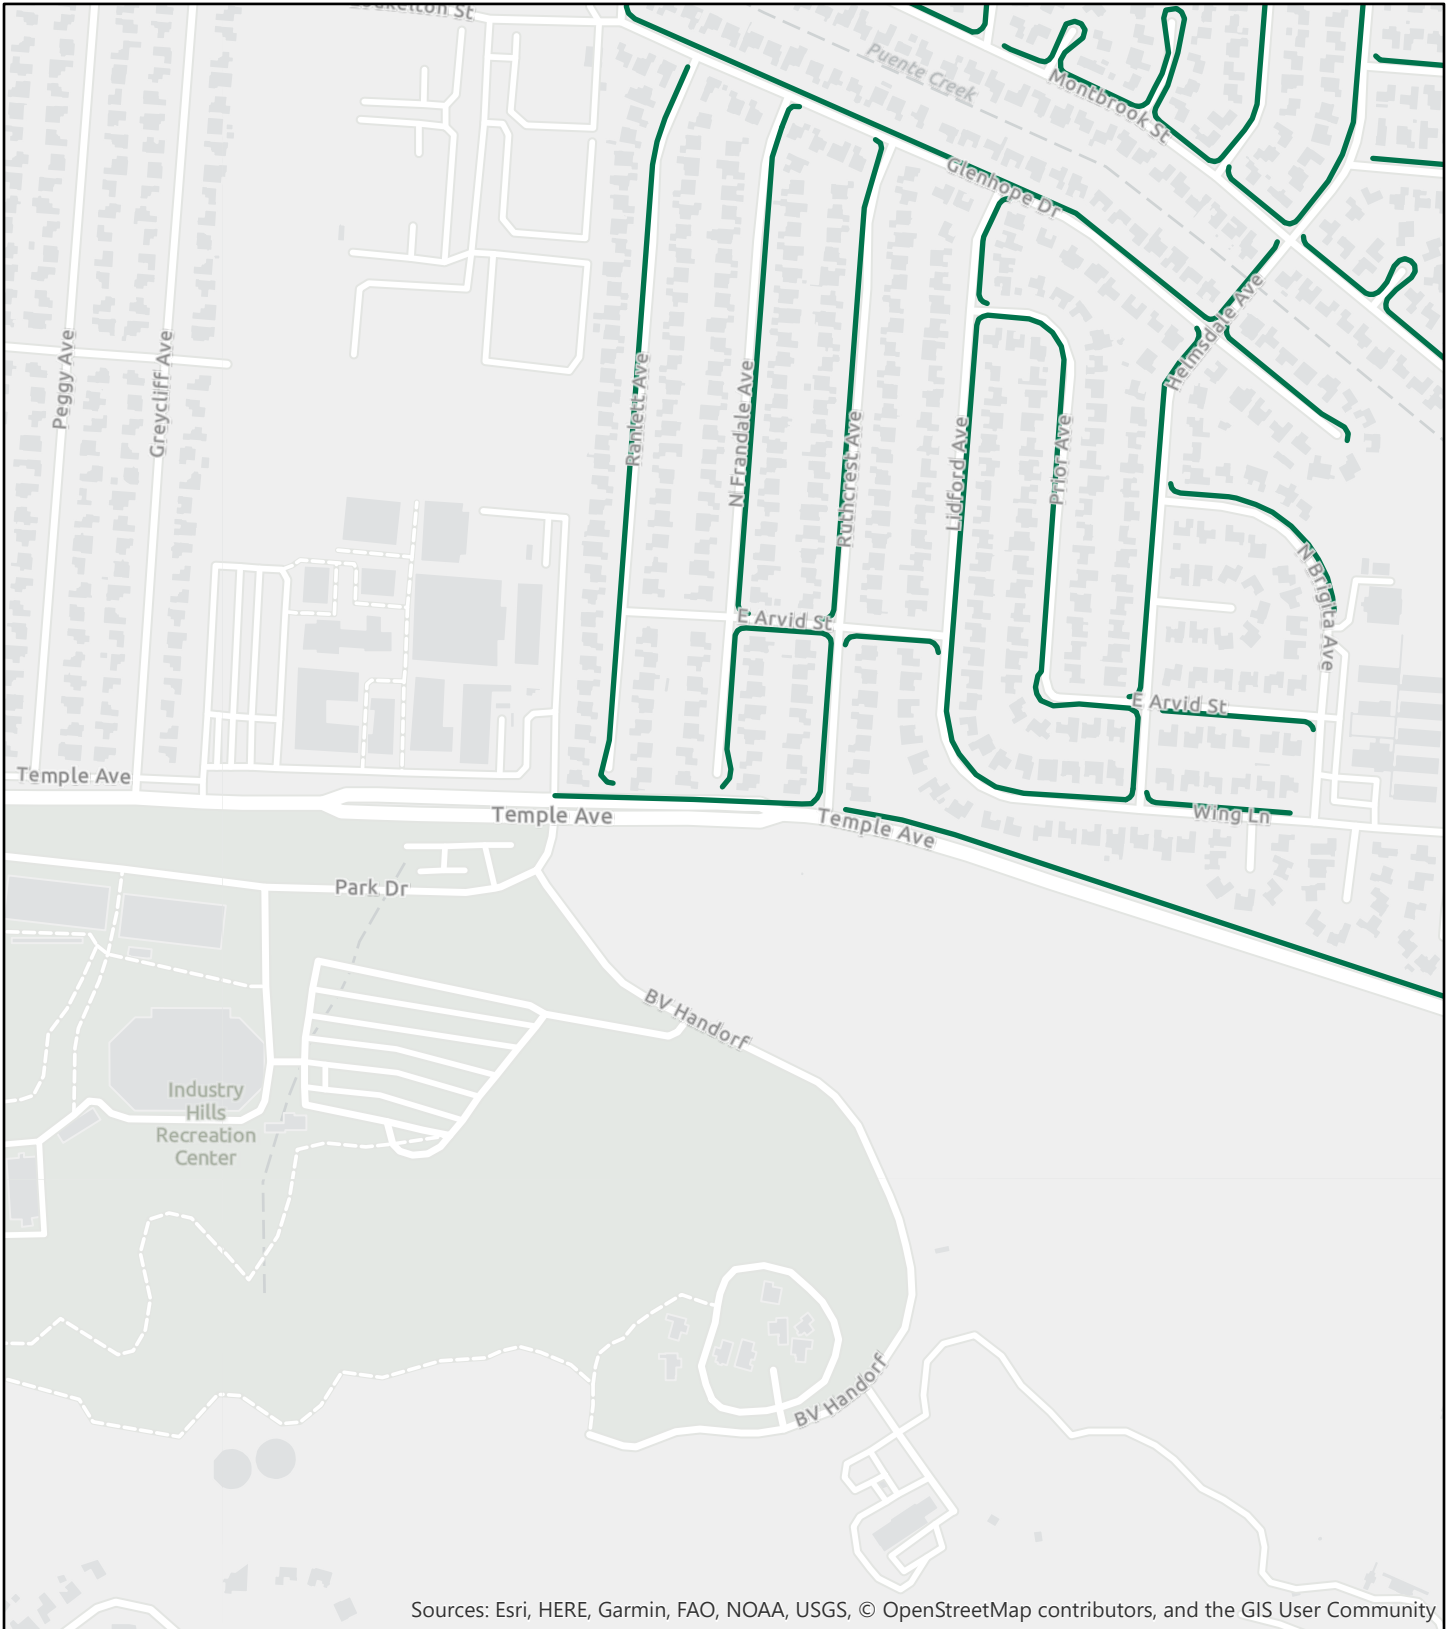 Puente Creek
Montbrook St
Glenhope Dr
Helmsdale Ave
Peggy Ave
Greycliff Ave
Ranlett Ave
N Frandale Ave
Ruthcrest Ave
Lidford Ave
Prior Ave
N Brigita Ave
E Arvid St
E Arvid St
Temple Ave
Temple Ave
Temple Ave
Wing Ln
Park Dr
BV Handorf
Industry
Hills
Recreation
Center
BV Handorf
Sources: Esri, HERE, Garmin, FAO, NOAA, USGS, © OpenStreetMap contributors, and the GIS User Community